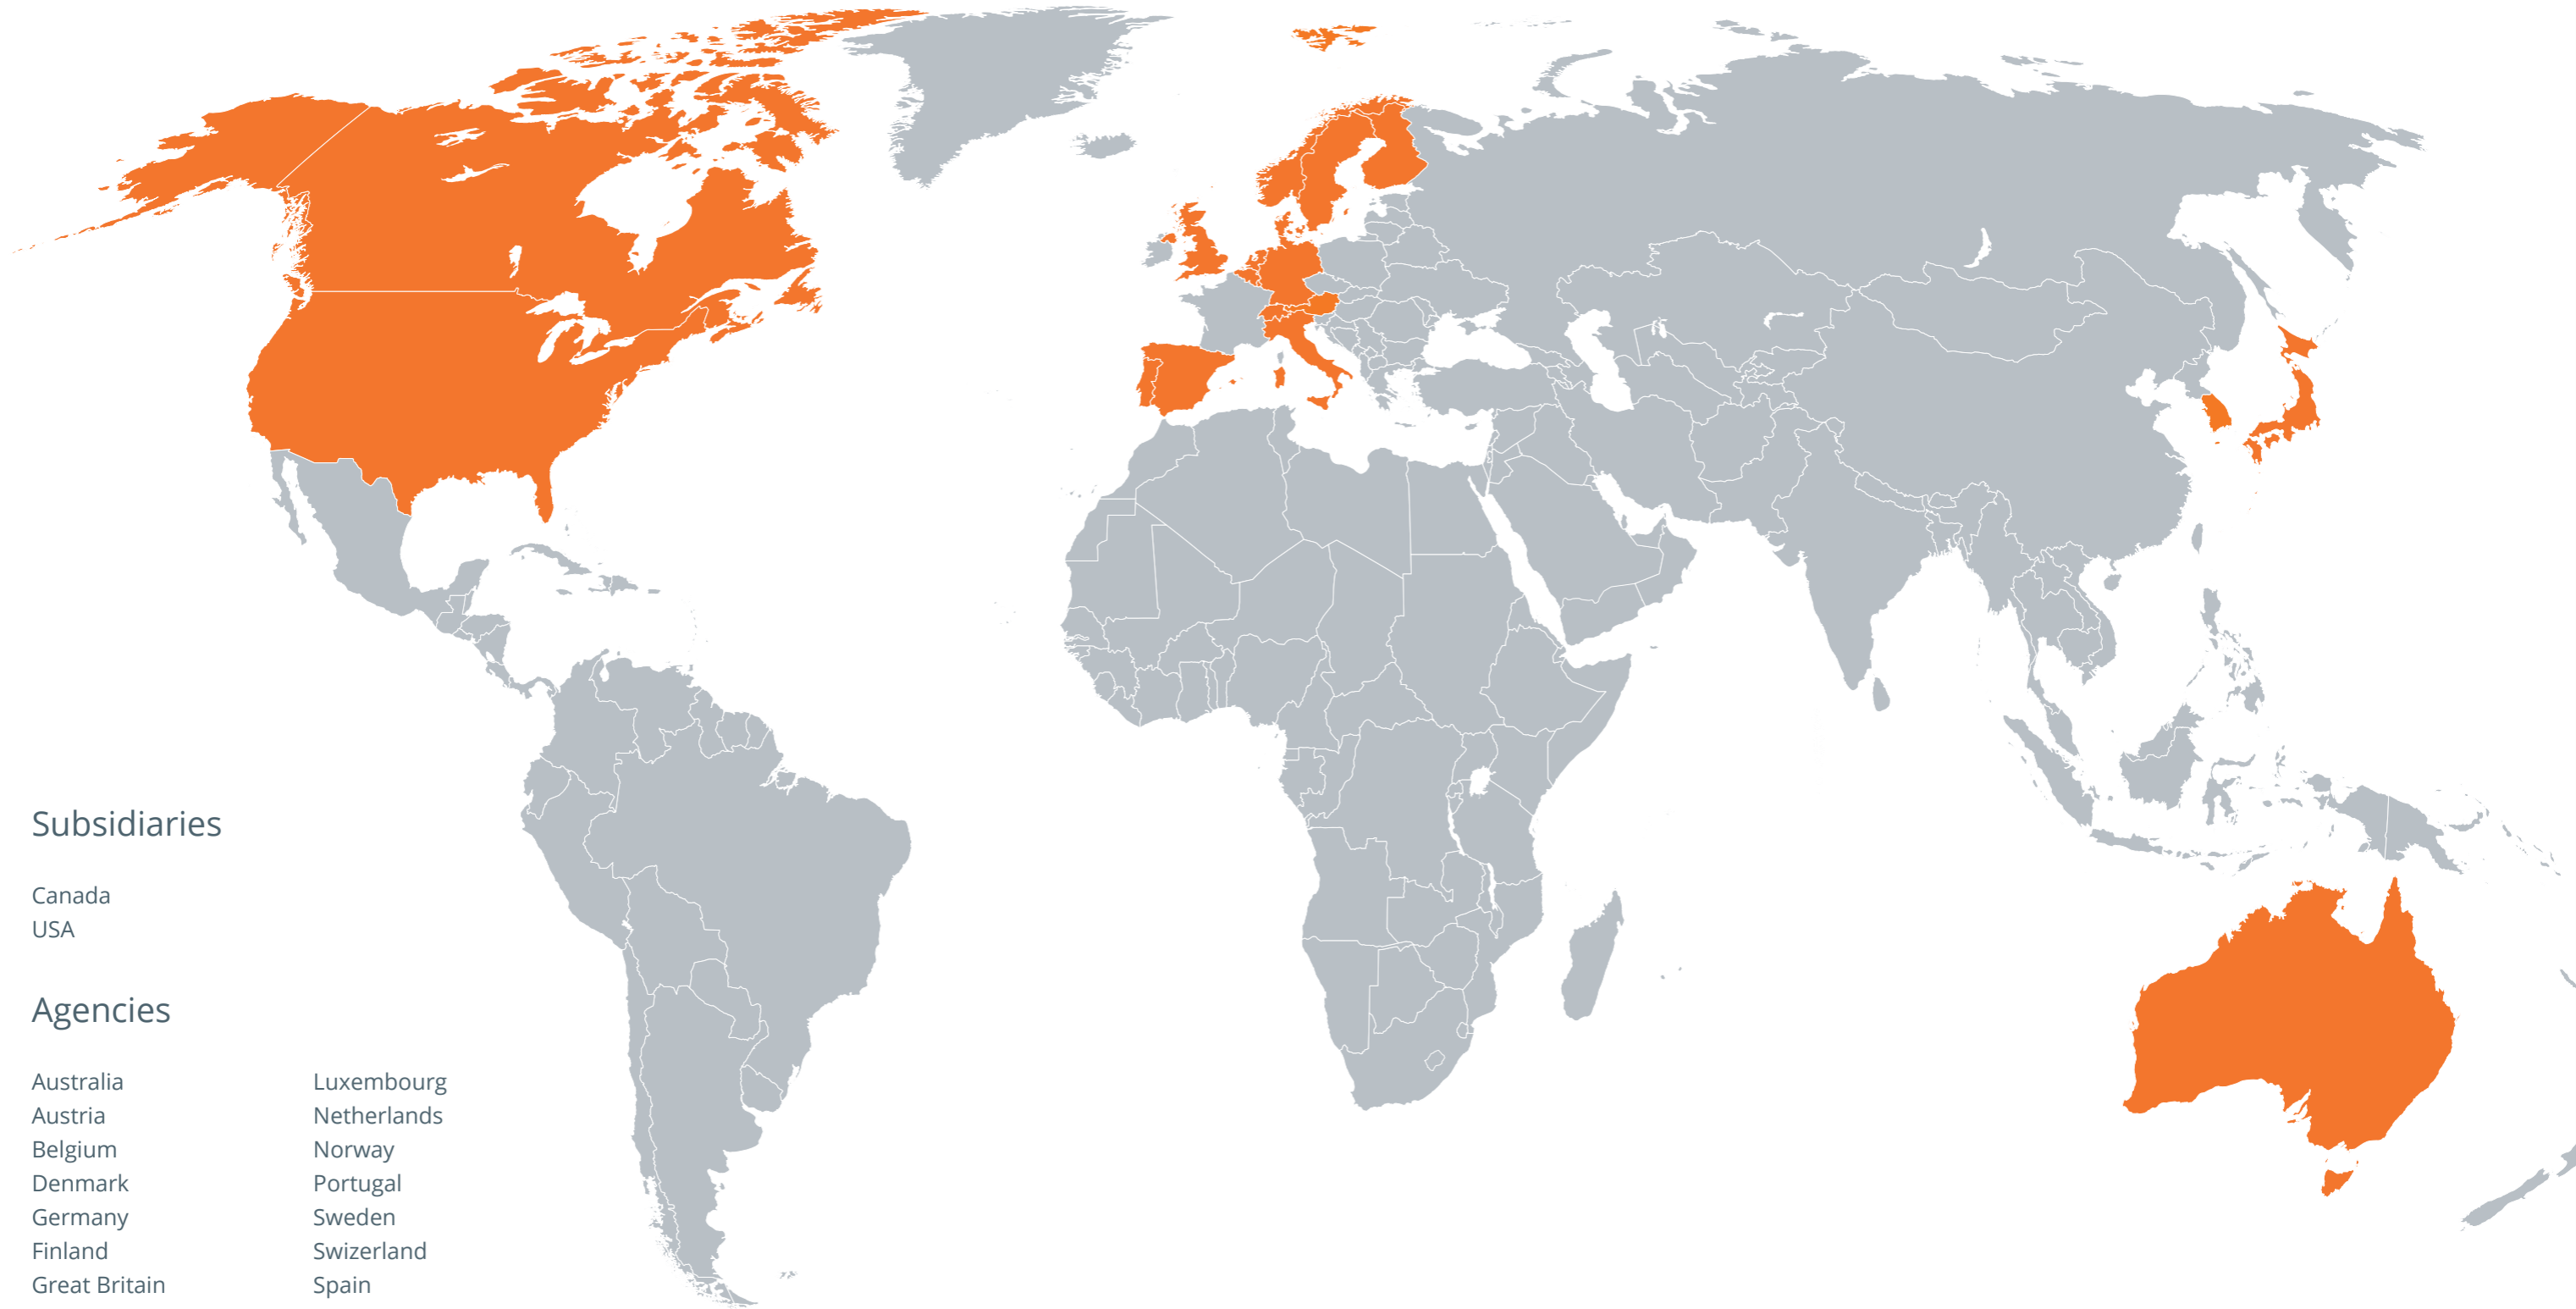 Subsidiaries
Canada
USA
Agencies
Australia
Austria
Belgium
Denmark
Germany
Finland
Great Britain
Luxembourg
Netherlands
Norway
Portugal
Sweden
Swizerland
Spain